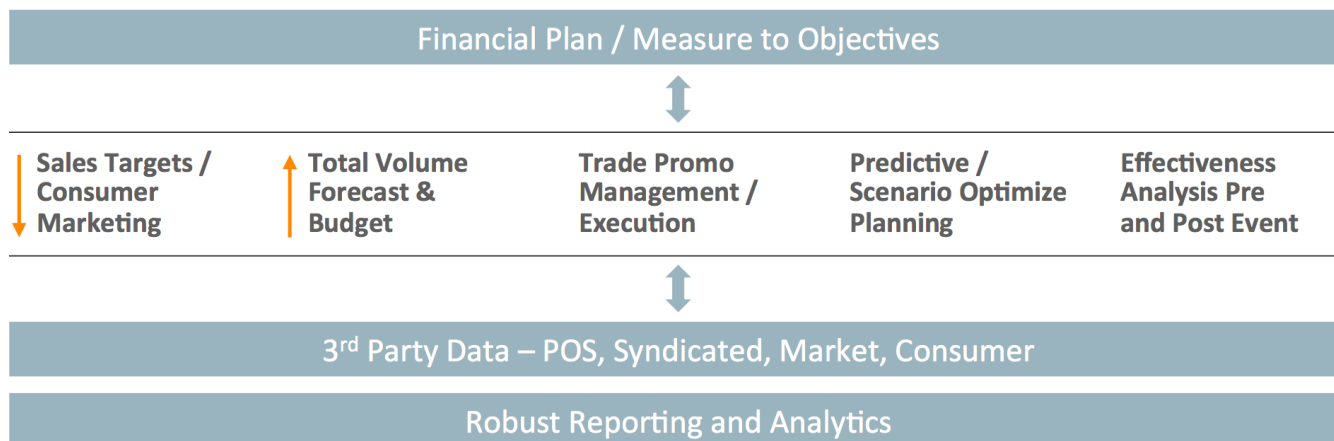 Financial Plan / Measure to Objectives
Sales Targets /
Consumer
Marketing
Total Volume
Forecast &
Budget
Trade Promo
Management /
Execution
Predictive /
Scenario Optimize
Planning
Effectiveness
Analysis Pre
and Post Event
3rd Party Data – POS, Syndicated, Market, Consumer
Robust Reporting and Analytics